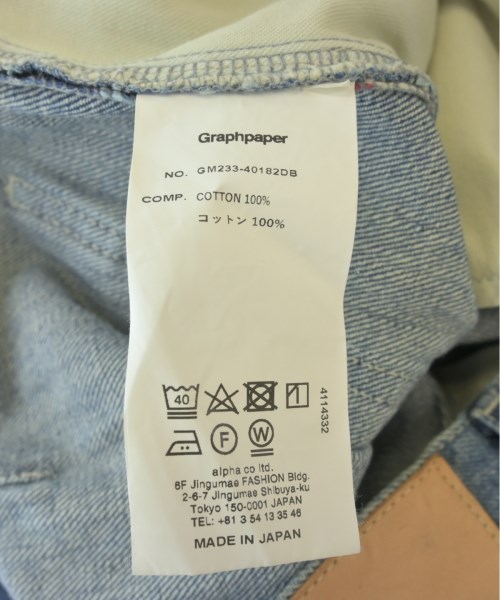 Graphpaper
NO. GM233-40182DB
COMP. COTTON 100%
コットン 100%
40
F
W
4114332
alpha co ltd.
6F Jingumae FASHION Bldg.
2-6-7 Jingumae Shibuya-ku
Tokyo 150-0001 JAPAN
TEL: +81 3 54 13 35 46
MADE IN JAPAN